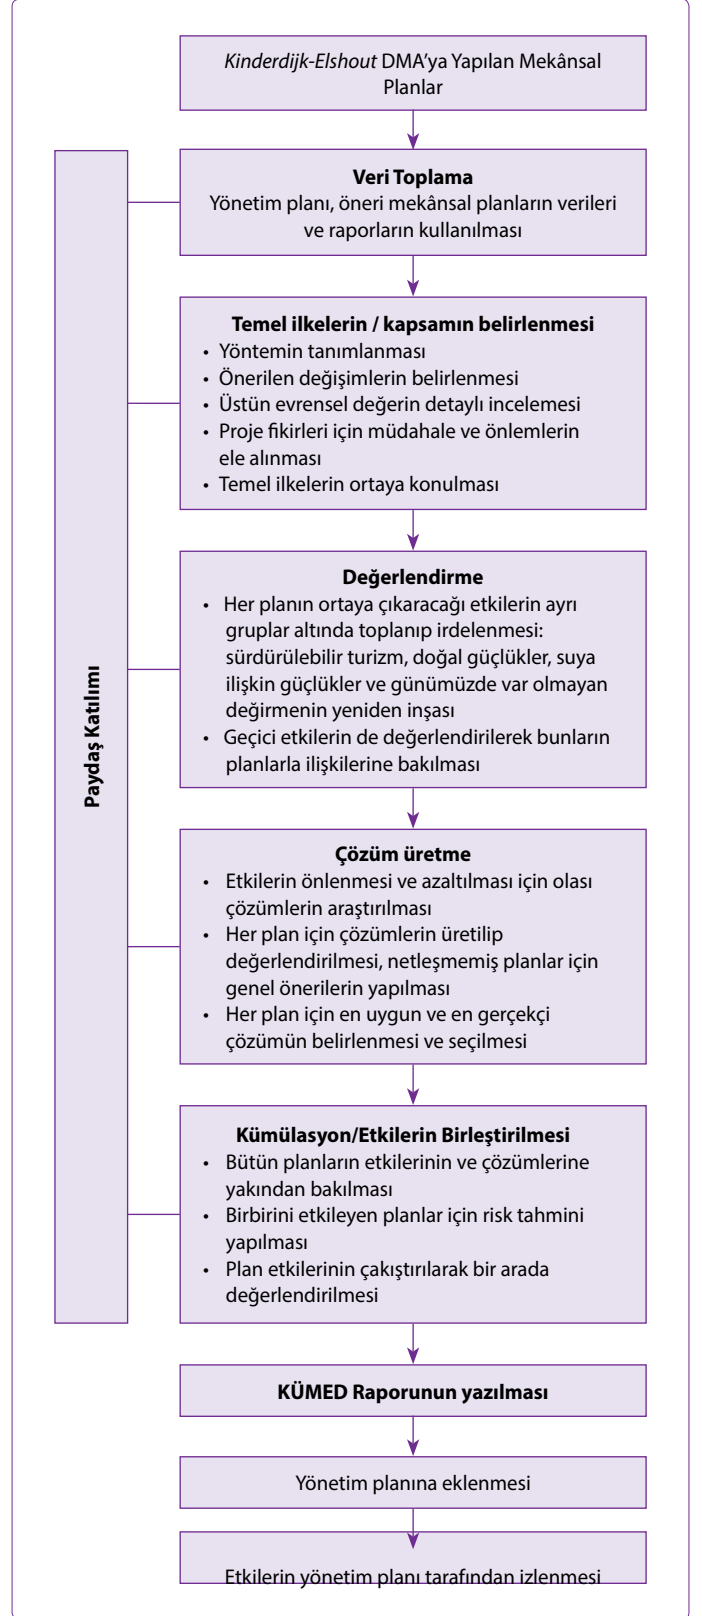 Kinderdijk-Elshout DMA’ya Yapılan Mekânsal
Planlar
Paydaş Katılımı
Veri Toplama
Yönetim planı, öneri mekânsal planların verileri
ve raporların kullanılması
Temel ilkelerin / kapsamın belirlenmesi
• Yöntemin tanımlanması
• Önerilen değişimlerin belirlenmesi
• Üstün evrensel değerin detaylı incelemesi
• Proje fikirleri için müdahale ve önlemlerin
ele alınması
• Temel ilkelerin ortaya konulması
Değerlendirme
• Her planın ortaya çıkaracağı etkilerin ayrı
gruplar altında toplanıp irdelenmesi:
sürdürülebilir turizm, doğal güçlükler, suya
ilişkin güçlükler ve günümüzde var olmayan
değirmenin yeniden inşası
• Geçici etkilerin de değerlendirilerek bunların
planlarla ilişkilerine bakılması
Çözüm üretme
• Etkilerin önlenmesi ve azaltılması için olası
çözümlerin araştırılması
• Her plan için çözümlerin üretilip
değerlendirilmesi, netleşmemiş planlar için
genel önerilerin yapılması
• Her plan için en uygun ve en gerçekçi
çözümün belirlenmesi ve seçilmesi
Kümülasyon/Etkilerin Birleştirilmesi
• Bütün planların etkilerinin ve çözümlerine
yakından bakılması
• Birbirini etkileyen planlar için risk tahmini
yapılması
• Plan etkilerinin çakıştırılarak bir arada
değerlendirilmesi
KÜMED Raporunun yazılması
Yönetim planına eklenmesi
Etkilerin yönetim planı tarafından izlenmesi